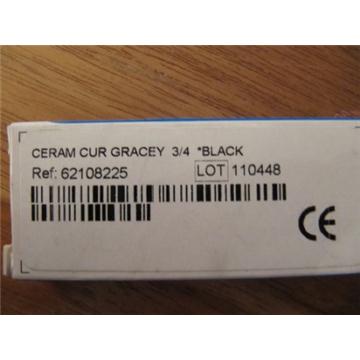 CERAM CUR GRACEY 3/4 *BLACK
Ref: 62108225 LOT 110448
CE